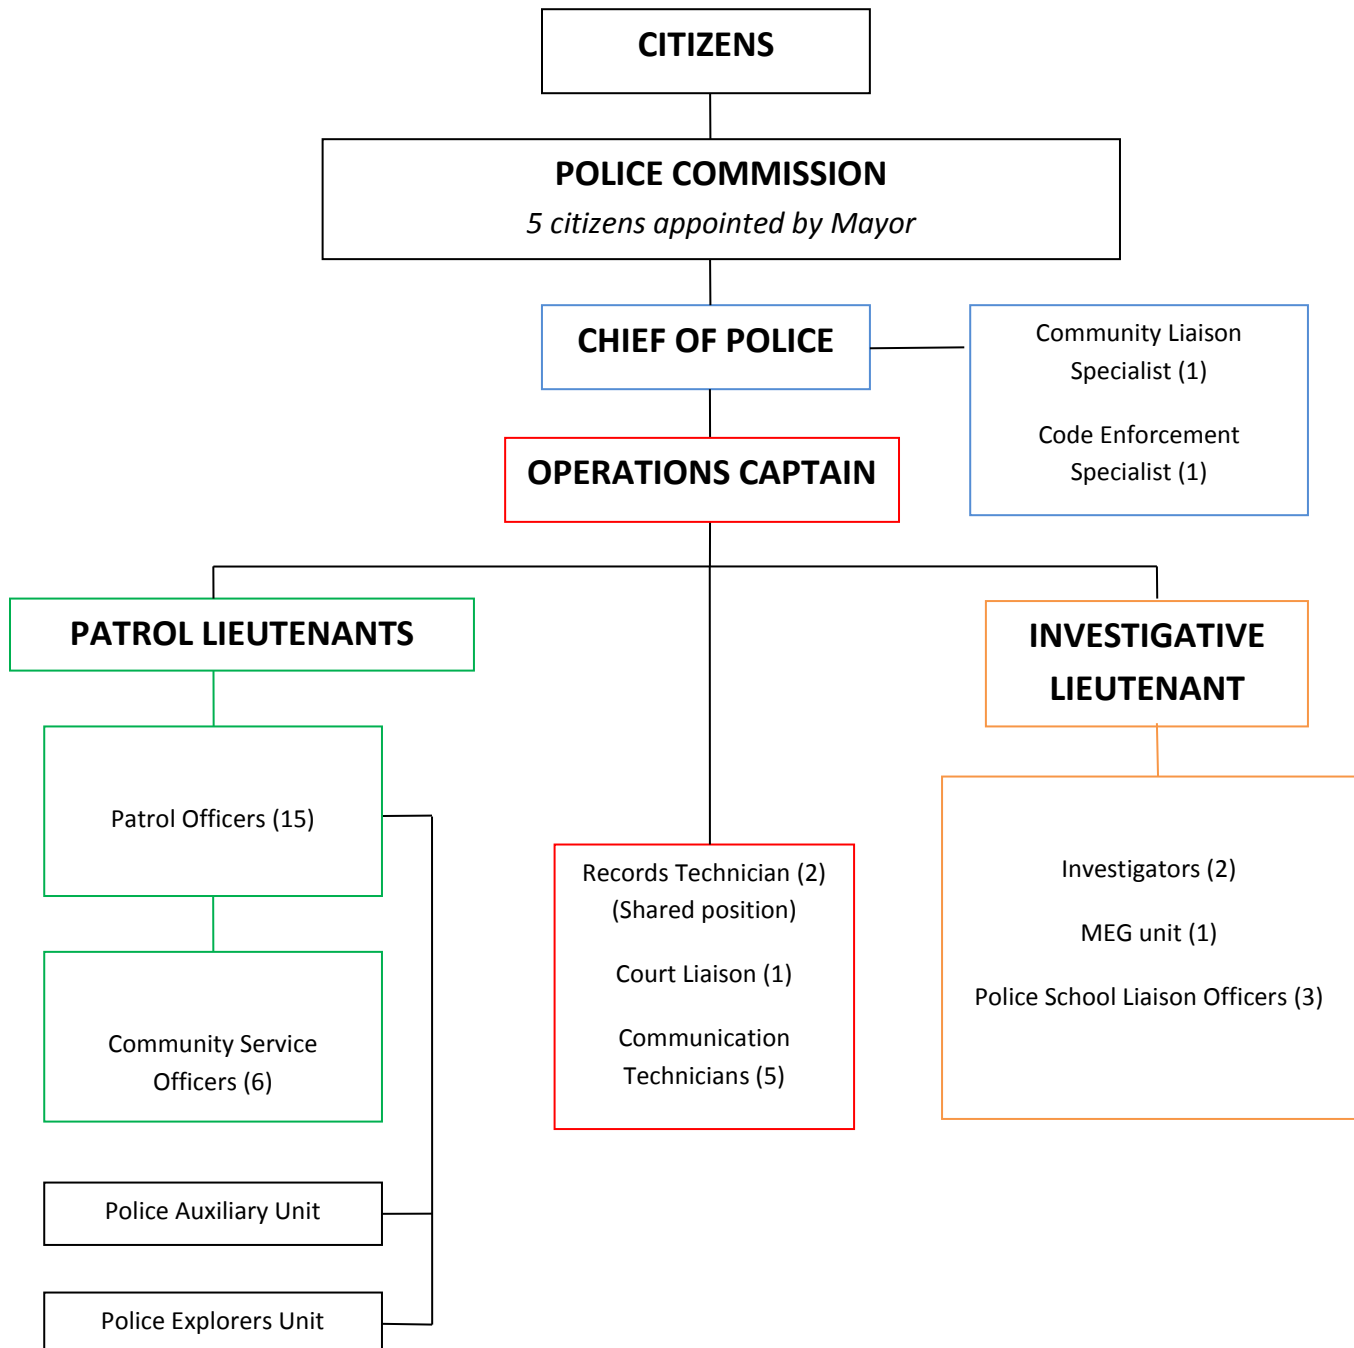 CITIZENS
POLICE COMMISSION
5 citizens appointed by Mayor
CHIEF OF POLICE
Community Liaison
Specialist (1)
Code Enforcement
Specialist (1)
OPERATIONS CAPTAIN
PATROL LIEUTENANTS
INVESTIGATIVE
LIEUTENANT
Patrol Officers (15)
Records Technician (2)
(Shared position)
Court Liaison (1)
Communication
Technicians (5)
Investigators (2)
MEG unit (1)
Police School Liaison Officers (3)
Community Service
Officers (6)
Police Auxiliary Unit
Police Explorers Unit